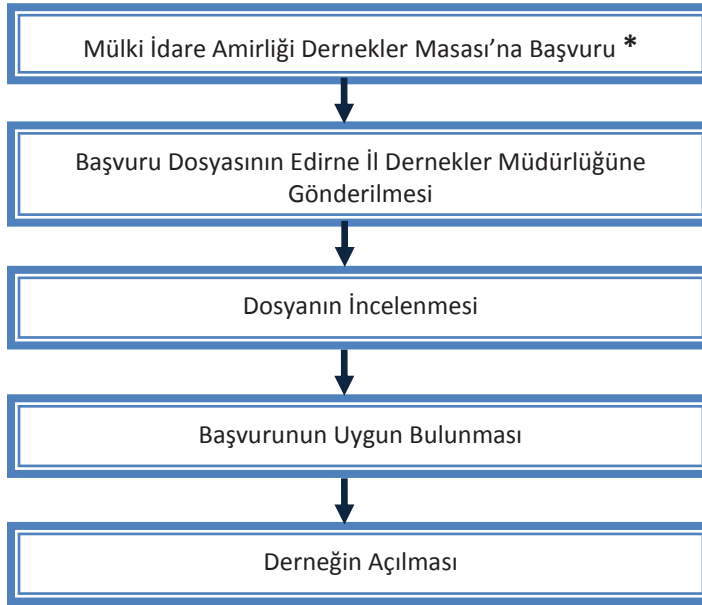 Mülki İdare Amirliği Dernekler Masası’na Başvuru *
Başvuru Dosyasının Edirne İl Dernekler Müdürlüğüne
Gönderilmesi
Dosyanın İncelenmesi
Başvurunun Uygun Bulunması
Derneğin Açılması